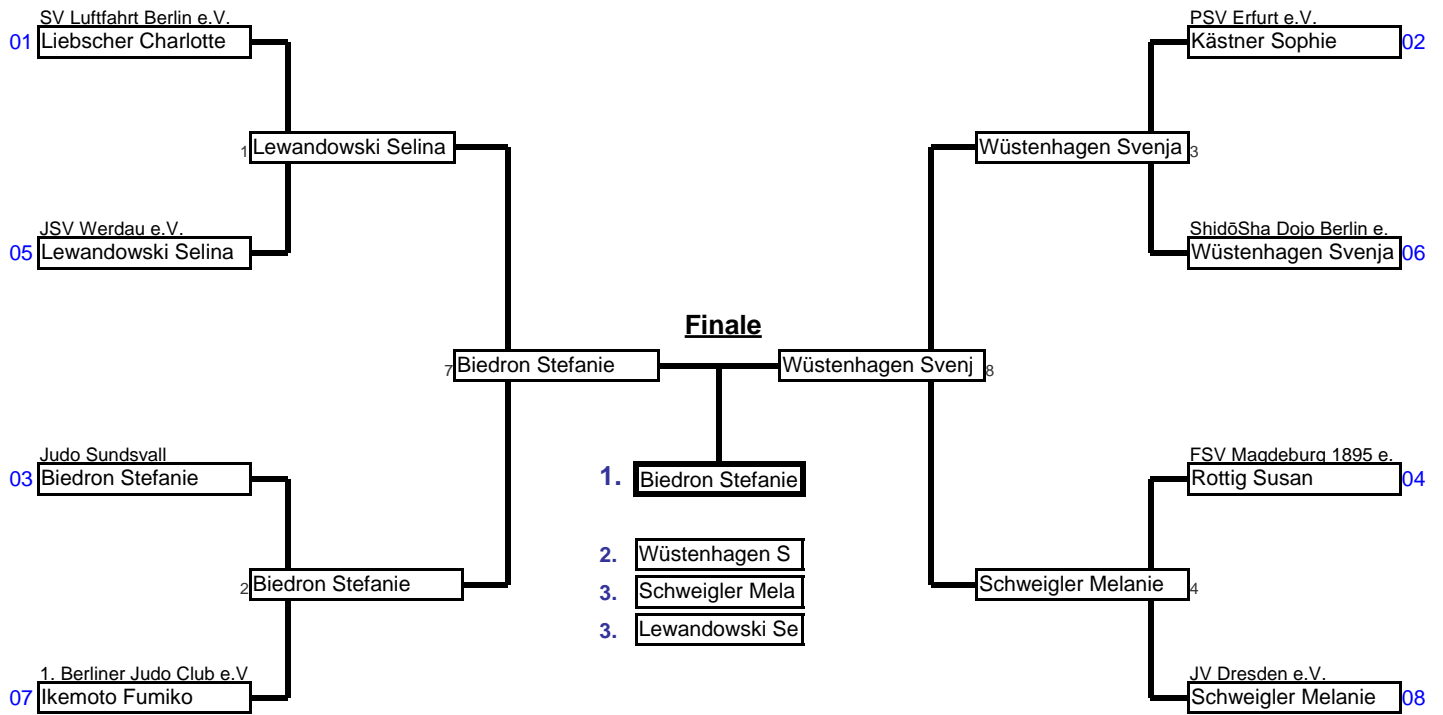 SV Luftfahrt Berlin e.V.
01 Liebscher Charlotte
1 Lewandowski Selina
JSV Werdau e.V.
05 Lewandowski Selina
7 Biedron Stefanie
Judo Sundsvall
03 Biedron Stefanie
2 Biedron Stefanie
1. Berliner Judo Club e.V
07 Ikemoto Fumiko
Finale
1. Biedron Stefanie
2. Wüstenhagen S
3. Schweigler Mela
3. Lewandowski Se
PSV Erfurt e.V.
Kästner Sophie 02
Wüstenhagen Svenja 3
ShidōSha Dojo Berlin e.
Wüstenhagen Svenja 06
Wüstenhagen Svenj 8
FSV Magdeburg 1895 e.
Rottig Susan 04
Schweigler Melanie 4
JV Dresden e.V.
Schweigler Melanie 08